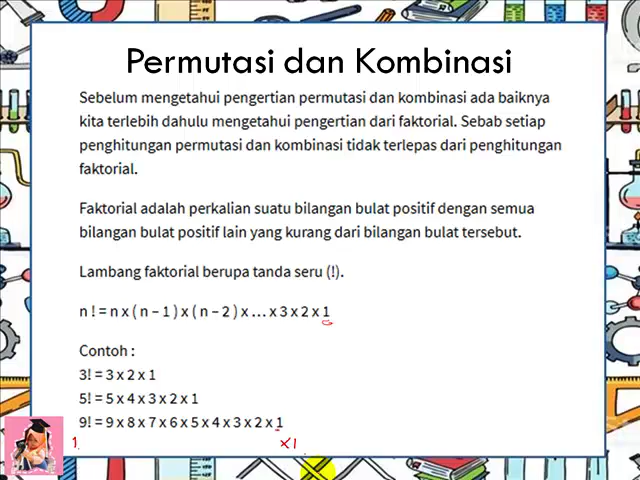 Permutasi dan Kombinasi
Sebelum mengetahui pengertian permutasi dan kombinasi ada baiknya
kita terlebih dahulu mengetahui pengertian dari faktorial. Sebab setiap
penghitungan permutasi dan kombinasi tidak terlepas dari penghitungan
faktorial.
Faktorial adalah perkalian suatu bilangan bulat positif dengan semua
bilangan bulat positif lain yang kurang dari bilangan bulat tersebut.
Lambang faktorial berupa tanda seru (!).
n ! = n x ( n – 1 ) x ( n – 2 ) x ... x 3 x 2 x 1
Contoh :
3! = 3 x 2 x 1
5! = 5 x 4 x 3 x 2 x 1
9! = 9 x 8 x 7 x 6 x 5 x 4 x 3 x 2 x 1
1 x 1